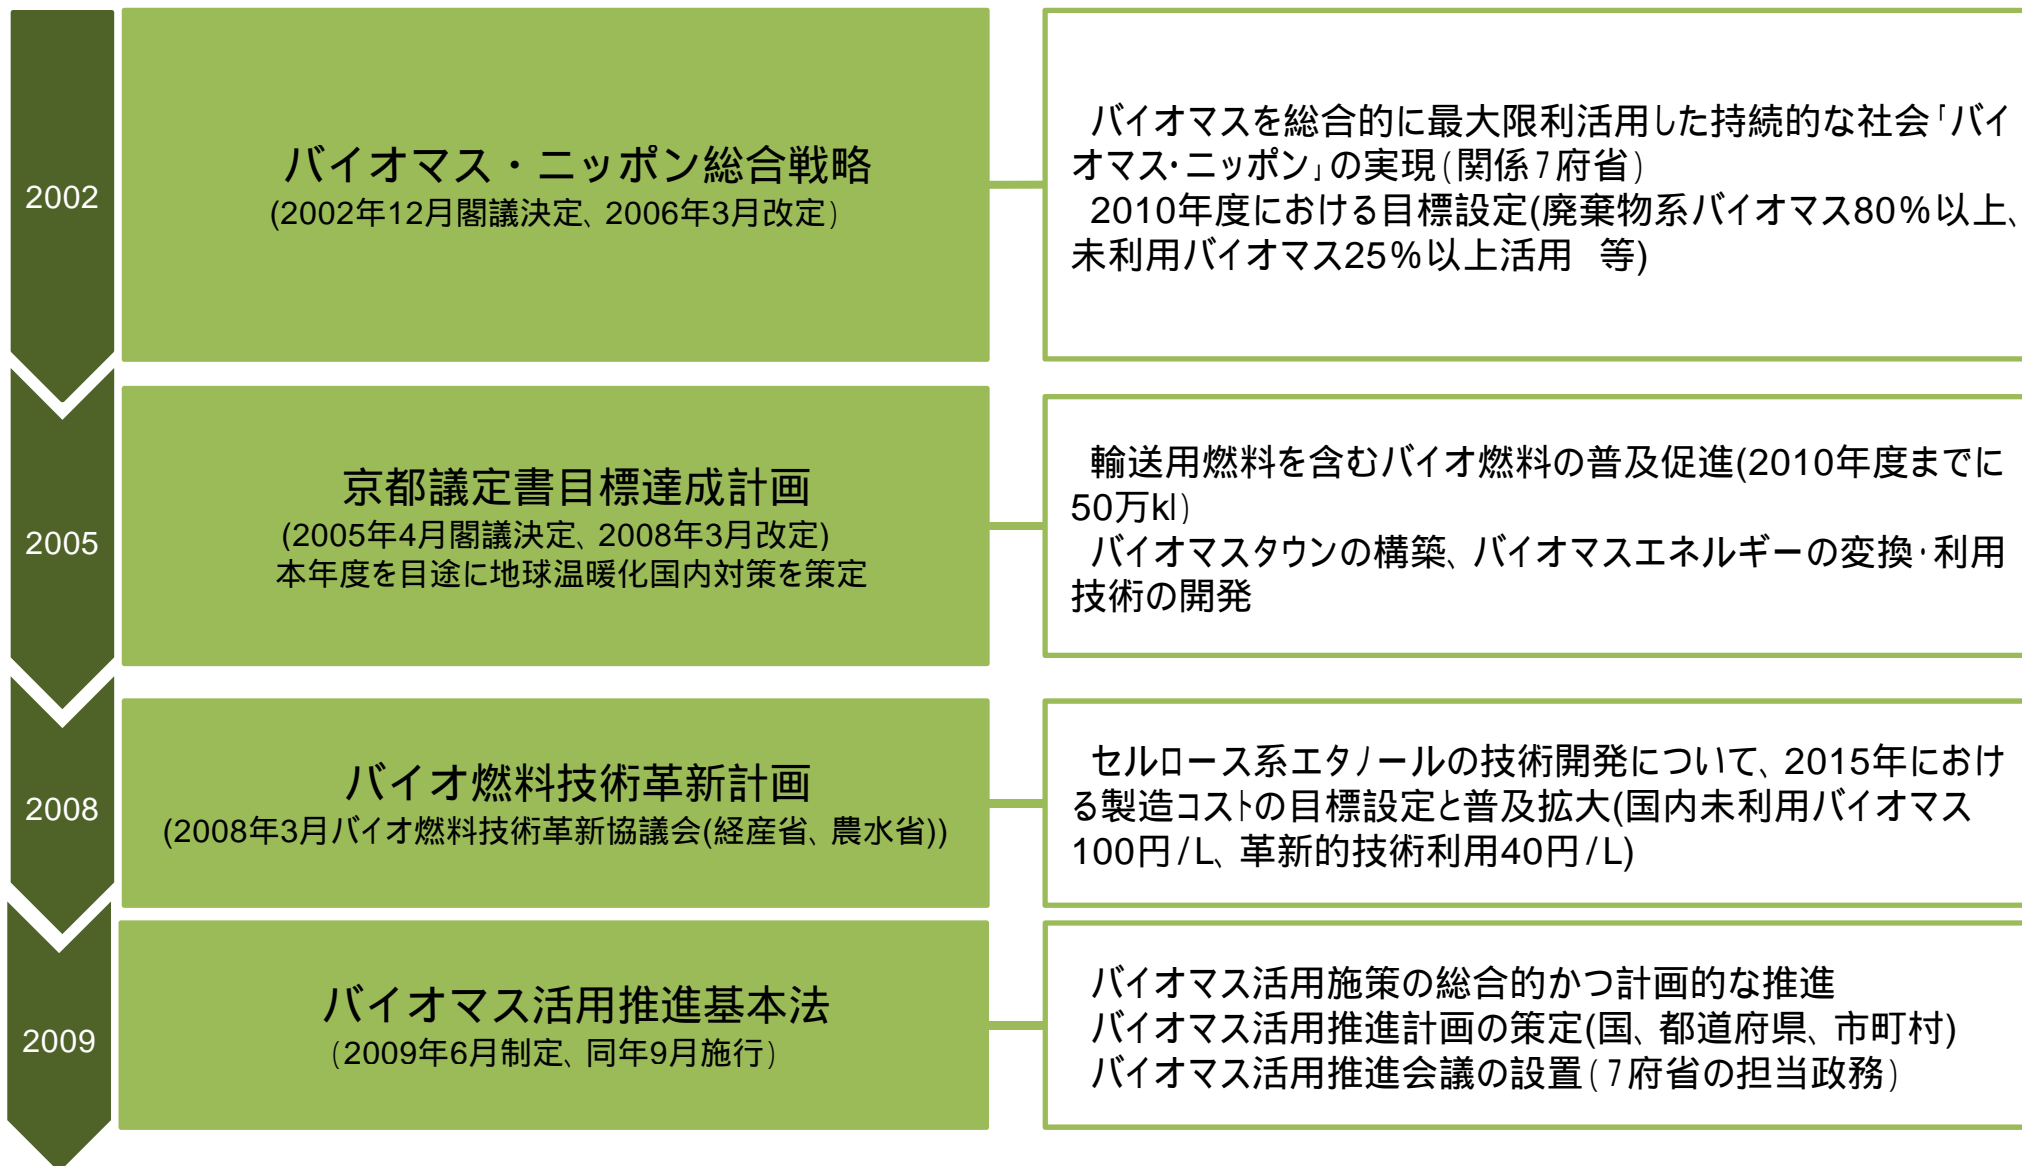 2002
バイオマス・ニッポン総合戦略
(2002年12月閣議決定、2006年3月改定)
バイオマスを総合的に最大限利活用した持続的な社会「バイ
オマス・ニッポン」の実現(関係7府省)
2010年度における目標設定(廃棄物系バイオマス80%以上、
未利用バイオマス25%以上活用 等)
2005
京都議定書目標達成計画
(2005年4月閣議決定、2008年3月改定)
本年度を目途に地球温暖化国内対策を策定
輸送用燃料を含むバイオ燃料の普及促進(2010年度までに
50万kl)
バイオマスタウンの構築、バイオマスエネルギーの変換・利用
技術の開発
2008
バイオ燃料技術革新計画
(2008年3月バイオ燃料技術革新協議会(経産省、農水省))
セルロース系エタノールの技術開発について、2015年におけ
る製造コストの目標設定と普及拡大(国内未利用バイオマス
100円/L、革新的技術利用40円/L)
2009
バイオマス活用推進基本法
(2009年6月制定、同年9月施行)
バイオマス活用施策の総合的かつ計画的な推進
バイオマス活用推進計画の策定(国、都道府県、市町村)
バイオマス活用推進会議の設置(7府省の担当政務)